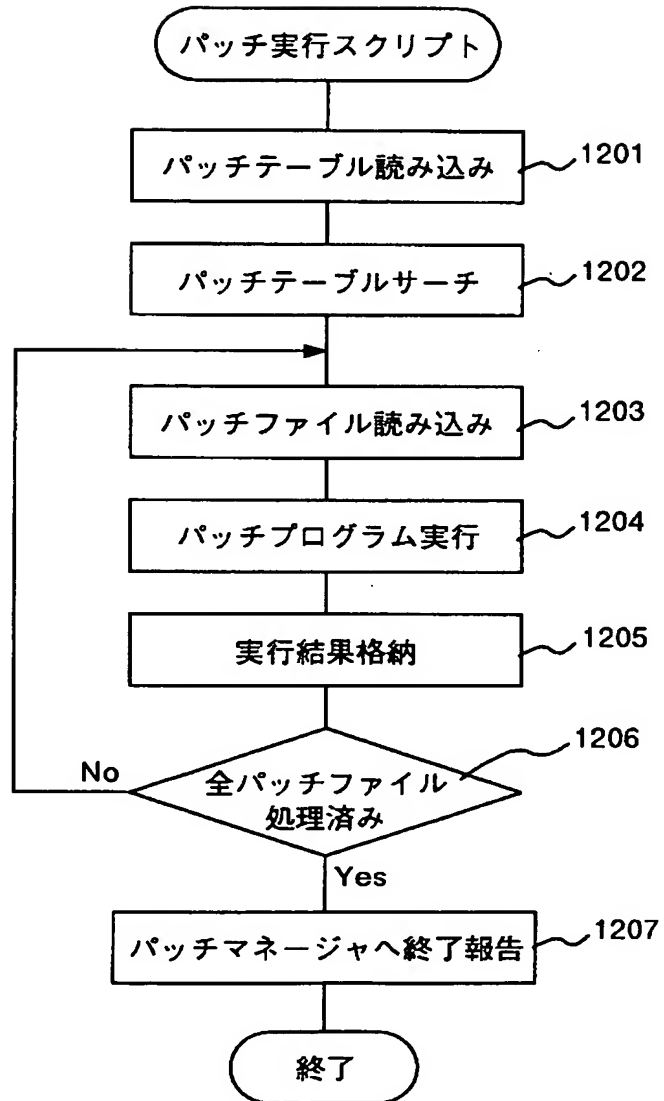 パッチ実行スクリプト
パッチテーブル読み込み
1201
パッチテーブルサーチ
1202
パッチファイル読み込み
1203
パッチプログラム実行
1204
実行結果格納
1205
1206
No
全パッチファイル
処理済み
Yes
パッチマネージャへ終了報告
1207
終了